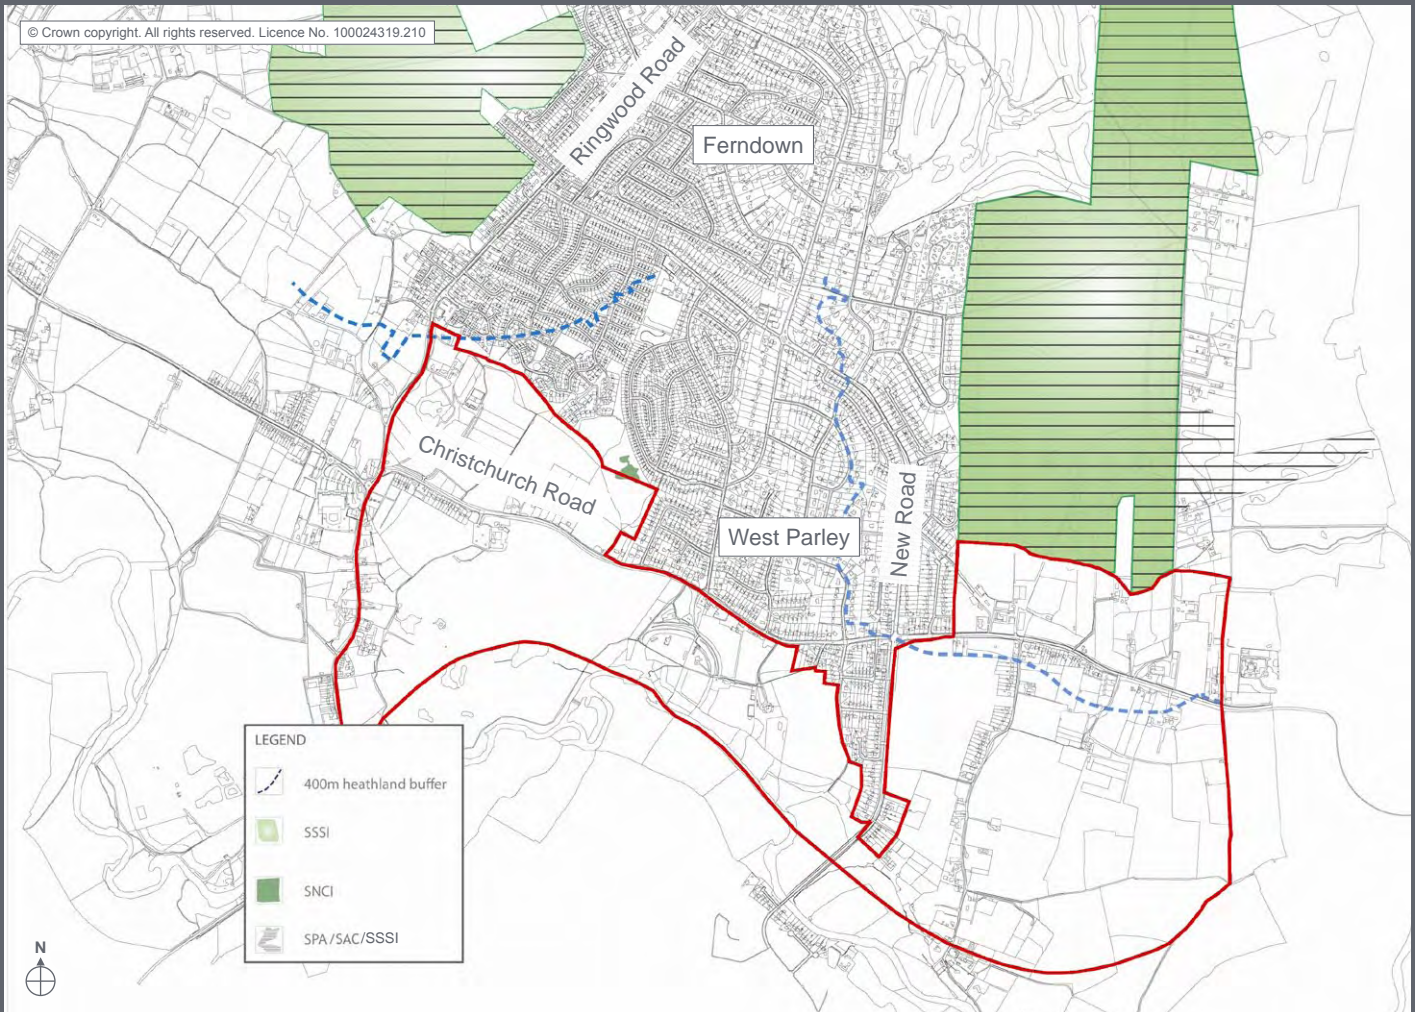 © Crown copyright. All rights reserved. Licence No. 100024319.210
Ringwood Road
Ferndown
Christchurch Road
West Parley
New Road
LEGEND
400m heathland buffer
SSSI
SNCI
SPA/SAC/SSSI
N